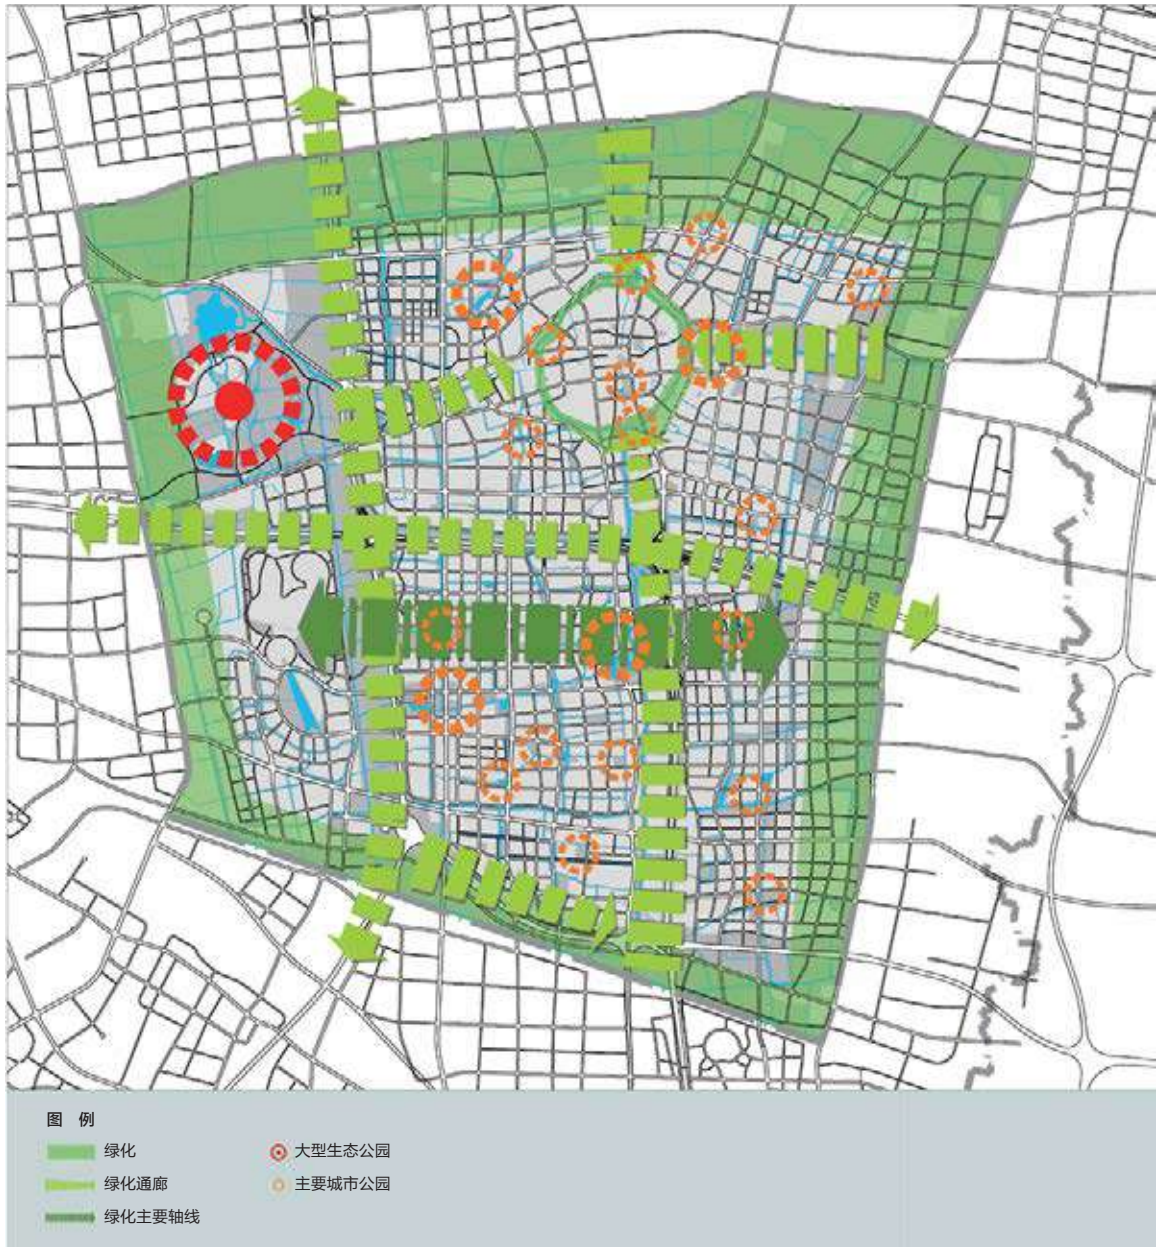 图 例
绿化
绿化通廊
绿化主要轴线
大型生态公园
主要城市公园